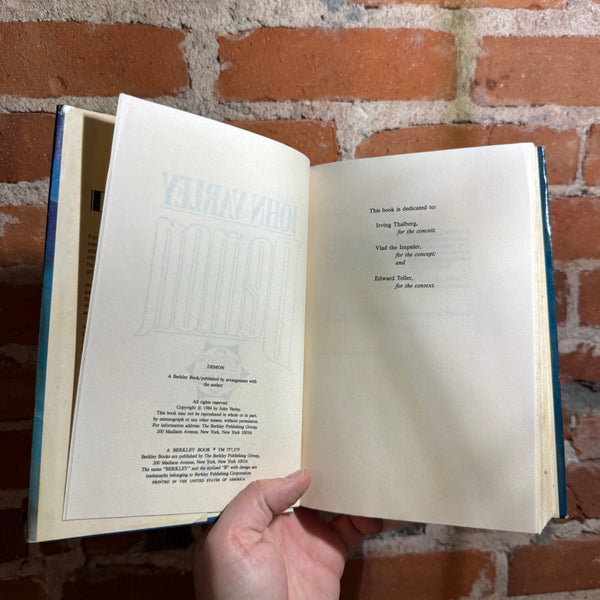 DEMON
A Berkley Book/published by arrangement with
the author
All rights reserved.
Copyright © 1984 by John Varley.
This book may not be reproduced in whole or in part,
by mimeograph or any other means, without permission.
For information address: The Berkley Publishing Group,
200 Madison Avenue, New York, New York 10016.
A BERKLEY BOOK ® TM 757,375
Berkley Books are published by The Berkley Publishing Group,
200 Madison Avenue, New York, New York 10016.
The name "BERKLEY" and the stylized "B" with design are
trademarks belonging to Berkley Publishing Corporation.
PRINTED IN THE UNITED STATES OF AMERICA
This book is dedicated to:
Irving Thalberg,
for the conceit;
Vlad the Impaler,
for the concept;
and
Edward Teller,
for the context.
JOHN VARLEY
DEMON